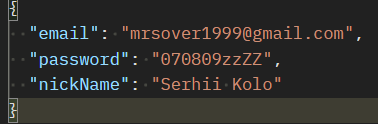 {
"email": "mrsover1999@gmail.com",
"password": "070809zzZZ",
"nickName": "Serhii Kolo"
}